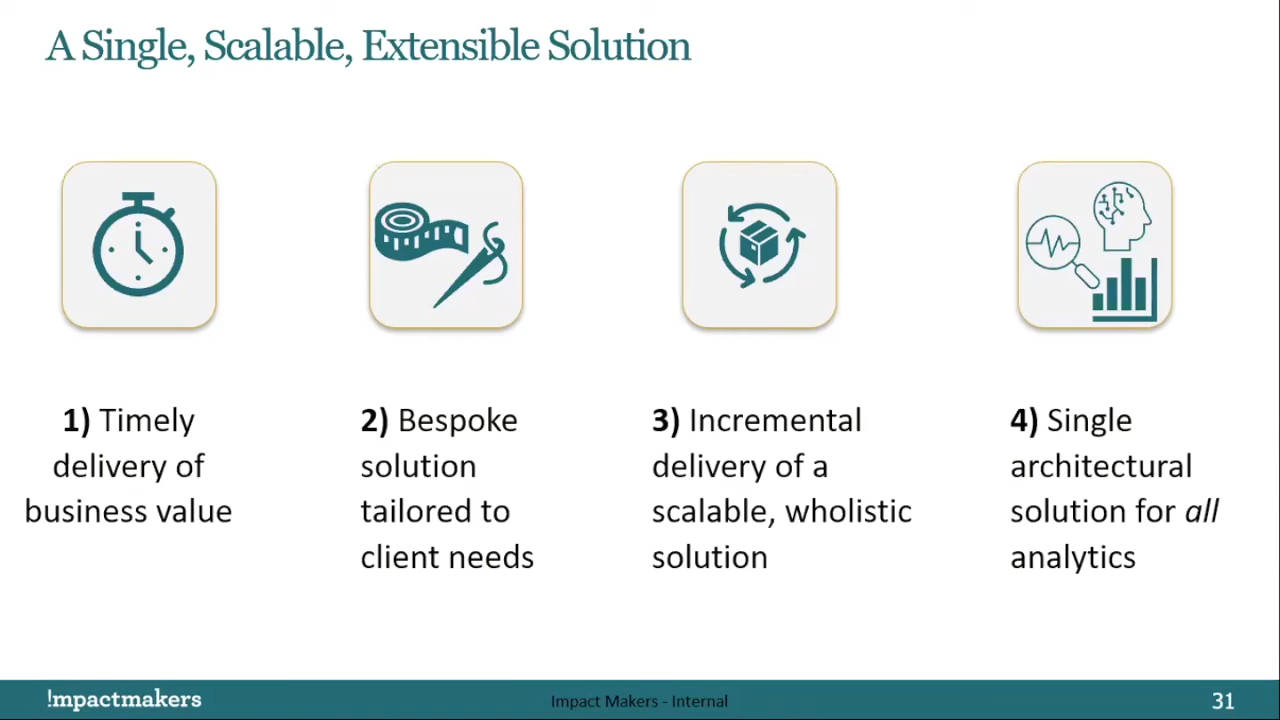 A Single, Scalable, Extensible Solution
1) Timely
delivery of
business value
2) Bespoke
solution
tailored to
client needs
3) Incremental
delivery of a
scalable, wholistic
solution
4) Single
architectural
solution for all
analytics
!mpactmakers
Impact Makers - Internal
31